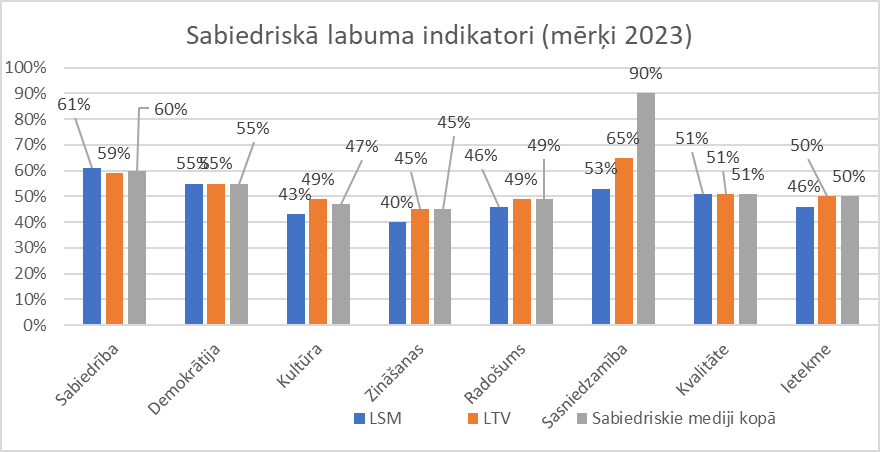 Sabiedriskā labuma indikatori (mērķi 2023)
100%
90%
80%
70%
60%
50%
40%
30%
20%
10%
0%
61% 59% 60%
55% 55% 55%
43% 49% 47%
40% 45% 45%
46% 49% 49%
53% 65% 90%
51% 51% 51%
46% 50% 50%
Sabiedrība
Demokrātija
Kultūra
Zināšanas
Radošums
Sasniedzamība
Kvalitāte
Ietekme
LSM LTV Sabiedriskie mediji kopā